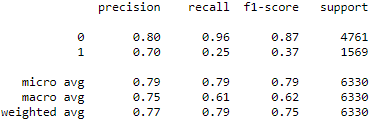 precision recall f1-score support
0 0.80 0.96 0.87 4761
1 0.70 0.25 0.37 1569
micro avg 0.79 0.79 0.79 6330
macro avg 0.75 0.61 0.62 6330
weighted avg 0.77 0.79 0.75 6330